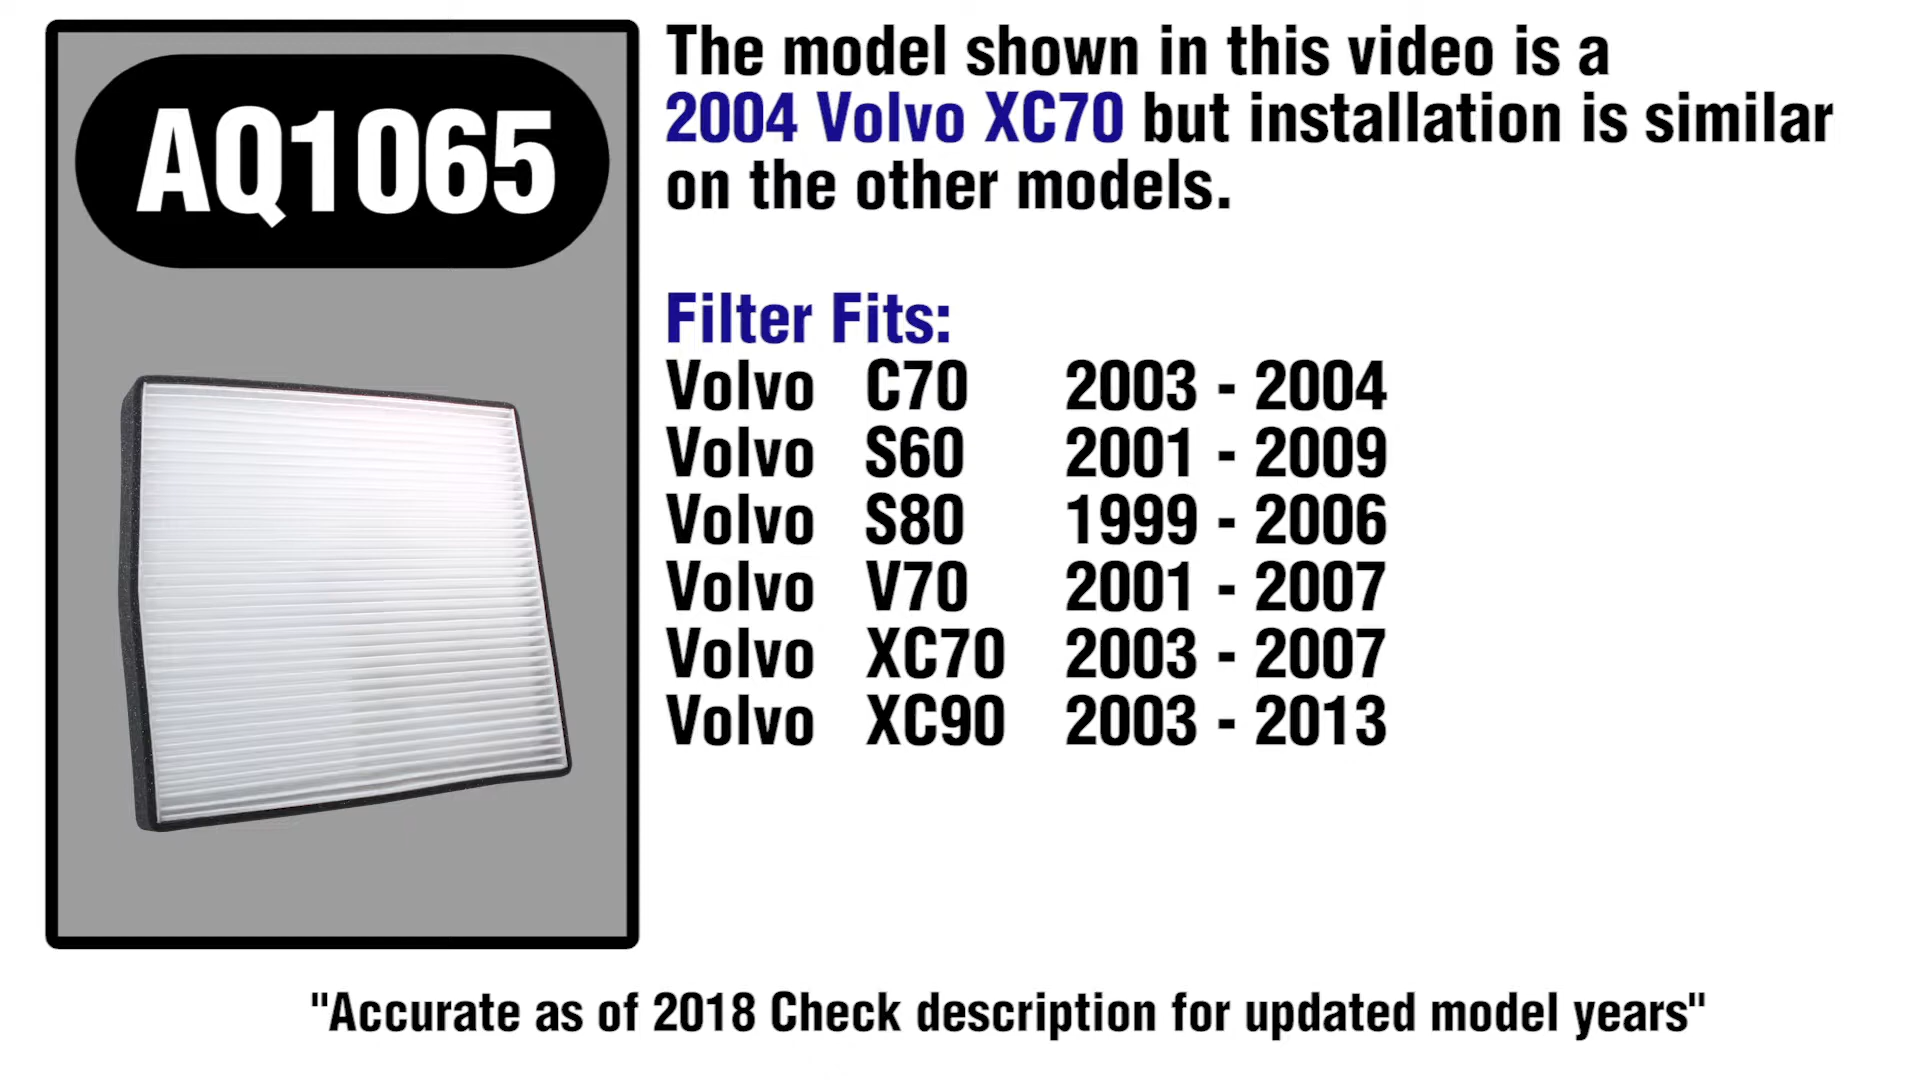 AQ1065
The model shown in this video is a
2004 Volvo XC70 but installation is similar
on the other models.
Filter Fits:
Volvo C70 2003 - 2004
Volvo S60 2001 - 2009
Volvo S80 1999 - 2006
Volvo V70 2001 - 2007
Volvo XC70 2003 - 2007
Volvo XC90 2003 - 2013
"Accurate as of 2018 Check description for updated model years"